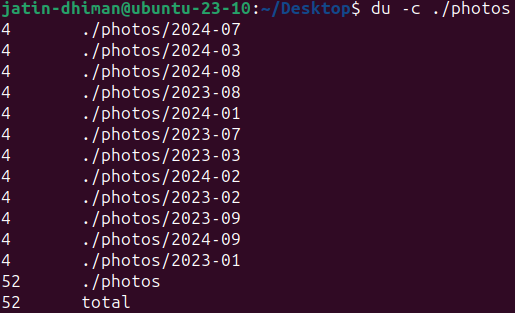 jatin-dhiman@ubuntu-23-10:~/Desktop$ du -c ./photos
4 ./photos/2024-07
4 ./photos/2024-03
4 ./photos/2024-08
4 ./photos/2023-08
4 ./photos/2024-01
4 ./photos/2023-07
4 ./photos/2023-03
4 ./photos/2024-02
4 ./photos/2023-02
4 ./photos/2023-09
4 ./photos/2024-09
4 ./photos/2023-01
52 ./photos
52 total